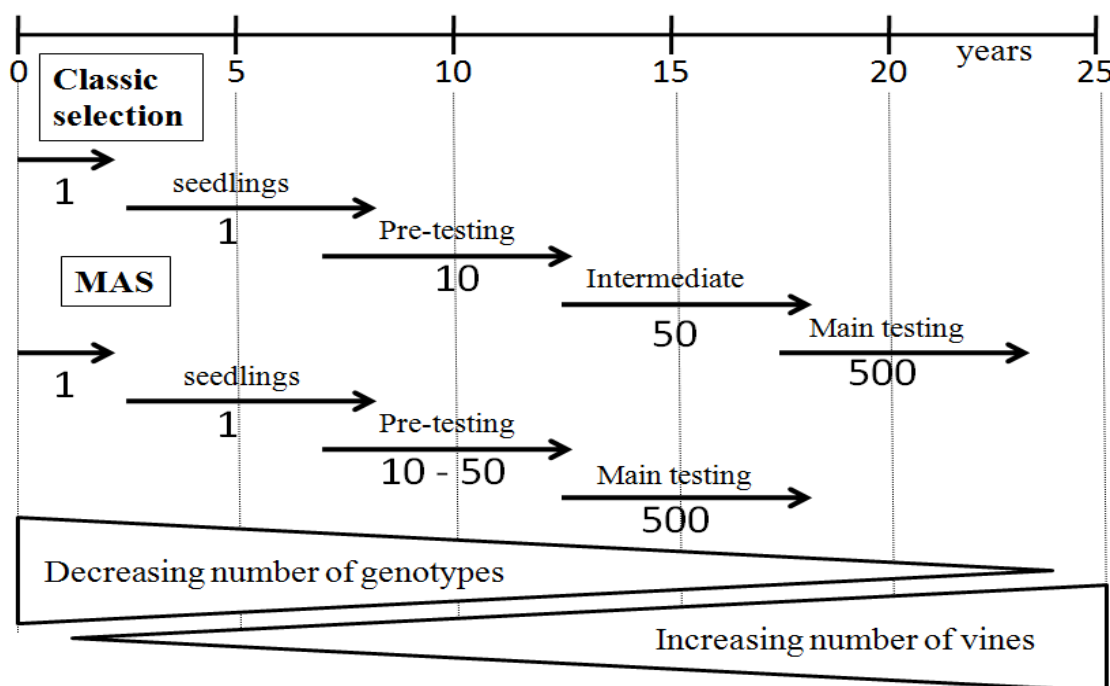 years
0 5 10 15 20 25
Classic
selection
1
seedlings
1
Pre-testing
10
Intermediate
50
Main testing
500
MAS
1
seedlings
1
Pre-testing
10 - 50
Main testing
500
Decreasing number of genotypes
Increasing number of vines